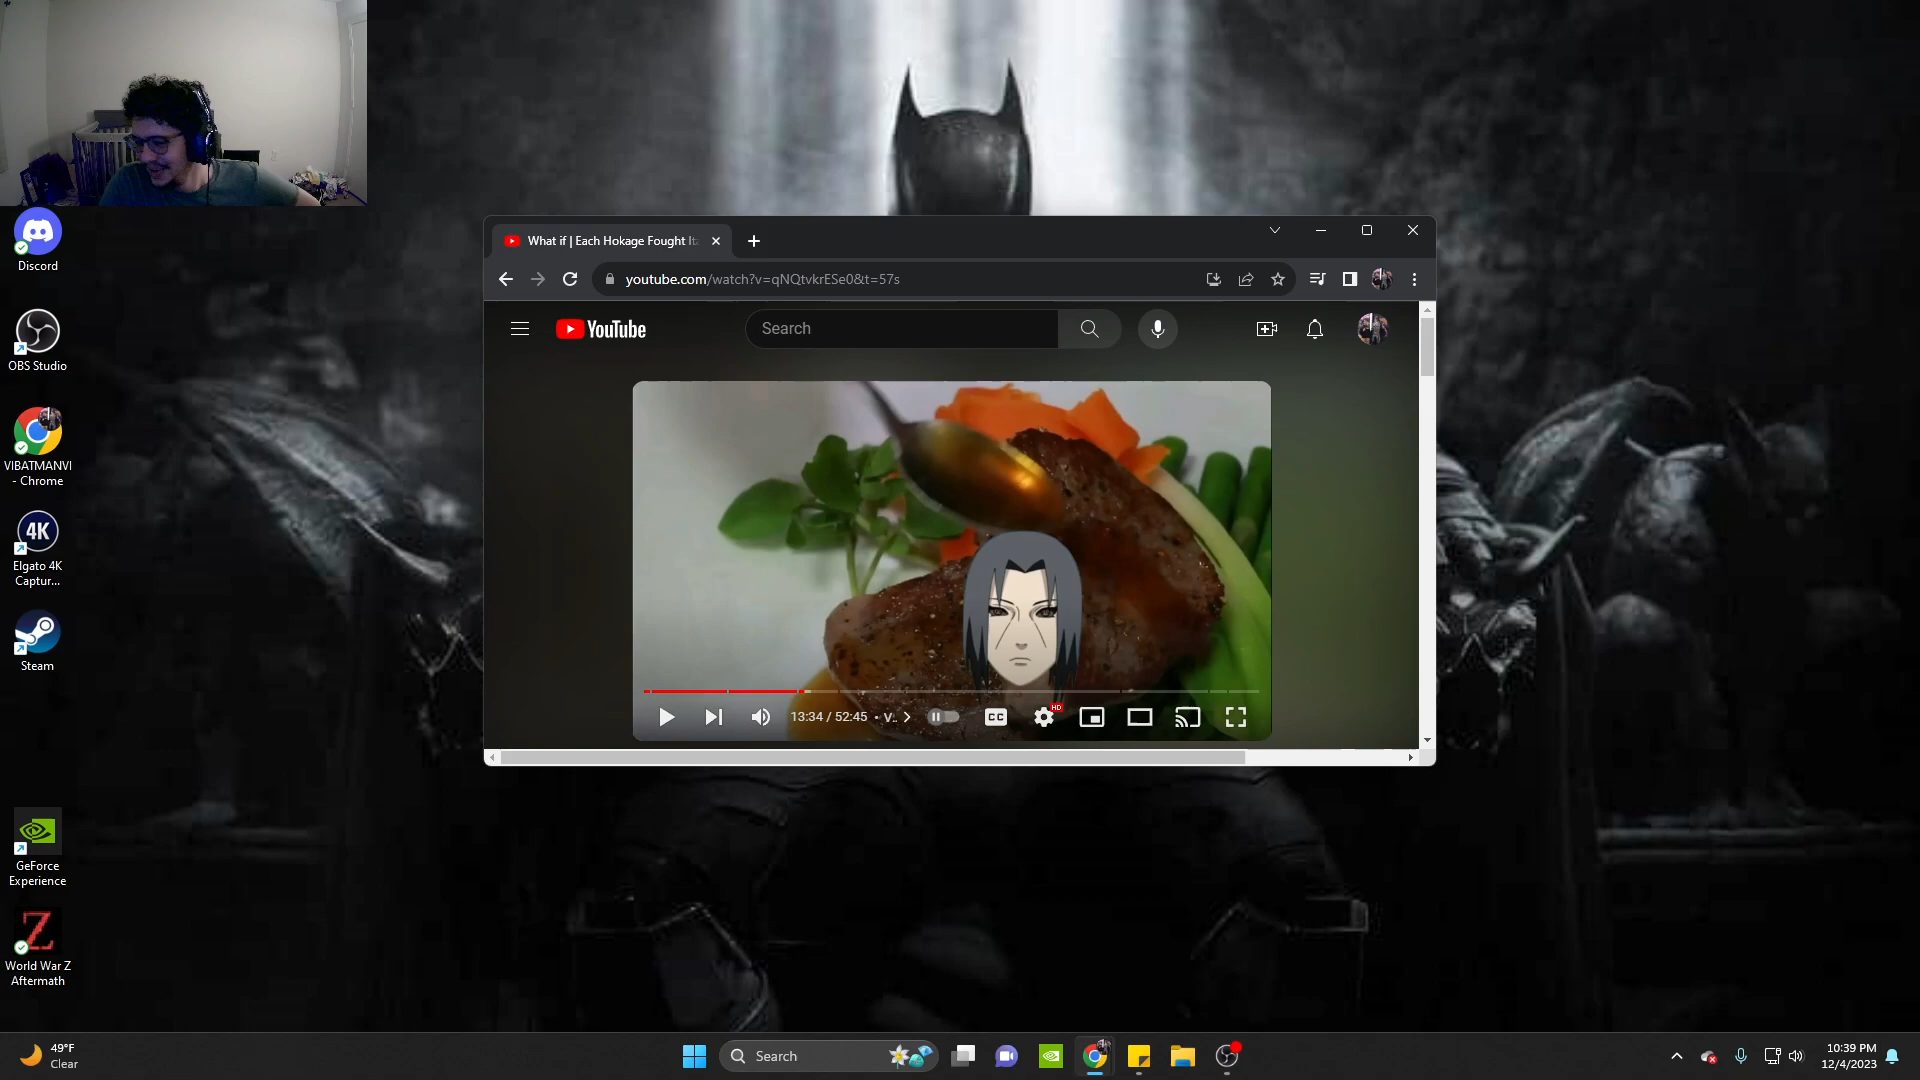 Discord
OBS Studio
VIBATMANVI
- Chrome
4K
Elgato 4K
Captur...
Steam
GeForce
Experience
Z
World War Z
Aftermath
What if | Each Hokage Fought It
youtube.com/watch?v=qNQtvkrESe0&t=57s
YouTube
Search
13:34 / 52:45 • V..
CC
HD
49°F
Clear
Search
10:39 PM
12/4/2023